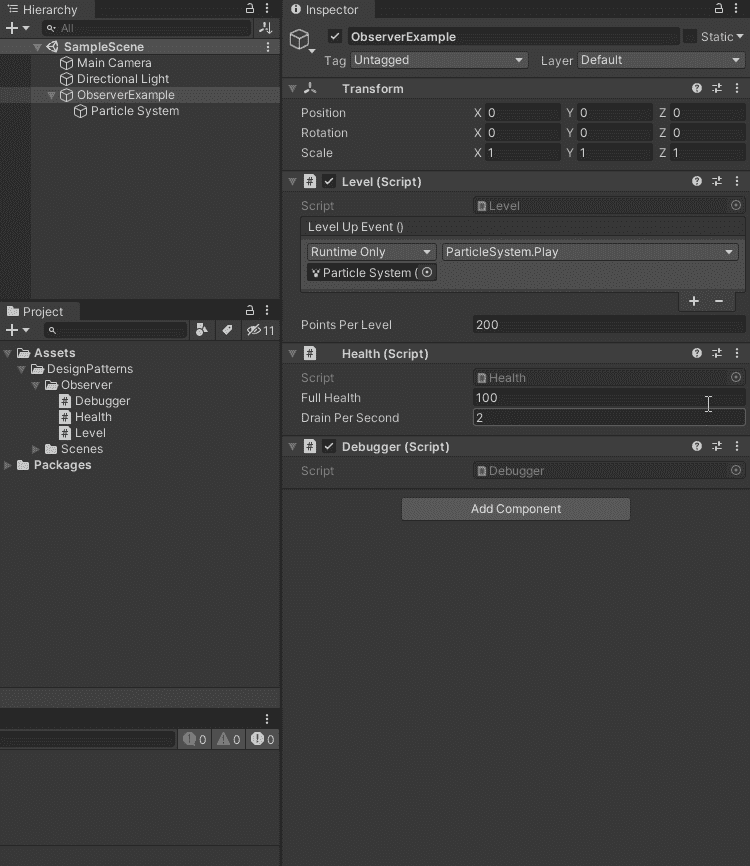 Hierarchy
All
SampleScene
Main Camera
Directional Light
ObserverExample
Particle System
Project
11
Assets
DesignPatterns
Observer
# Debugger
# Health
# Level
Scenes
Packages
0 0 0
Inspector
ObserverExample Static
Tag Untagged Layer Default
Transform
Position X 0 Y 0 Z 0
Rotation X 0 Y 0 Z 0
Scale X 1 Y 1 Z 1
# Level (Script)
Script Level
Level Up Event ()
Runtime Only ParticleSystem.Play
Particle System (
+ −
Points Per Level 200
# Health (Script)
Script Health
Full Health 100
Drain Per Second 2
# Debugger (Script)
Script Debugger
Add Component